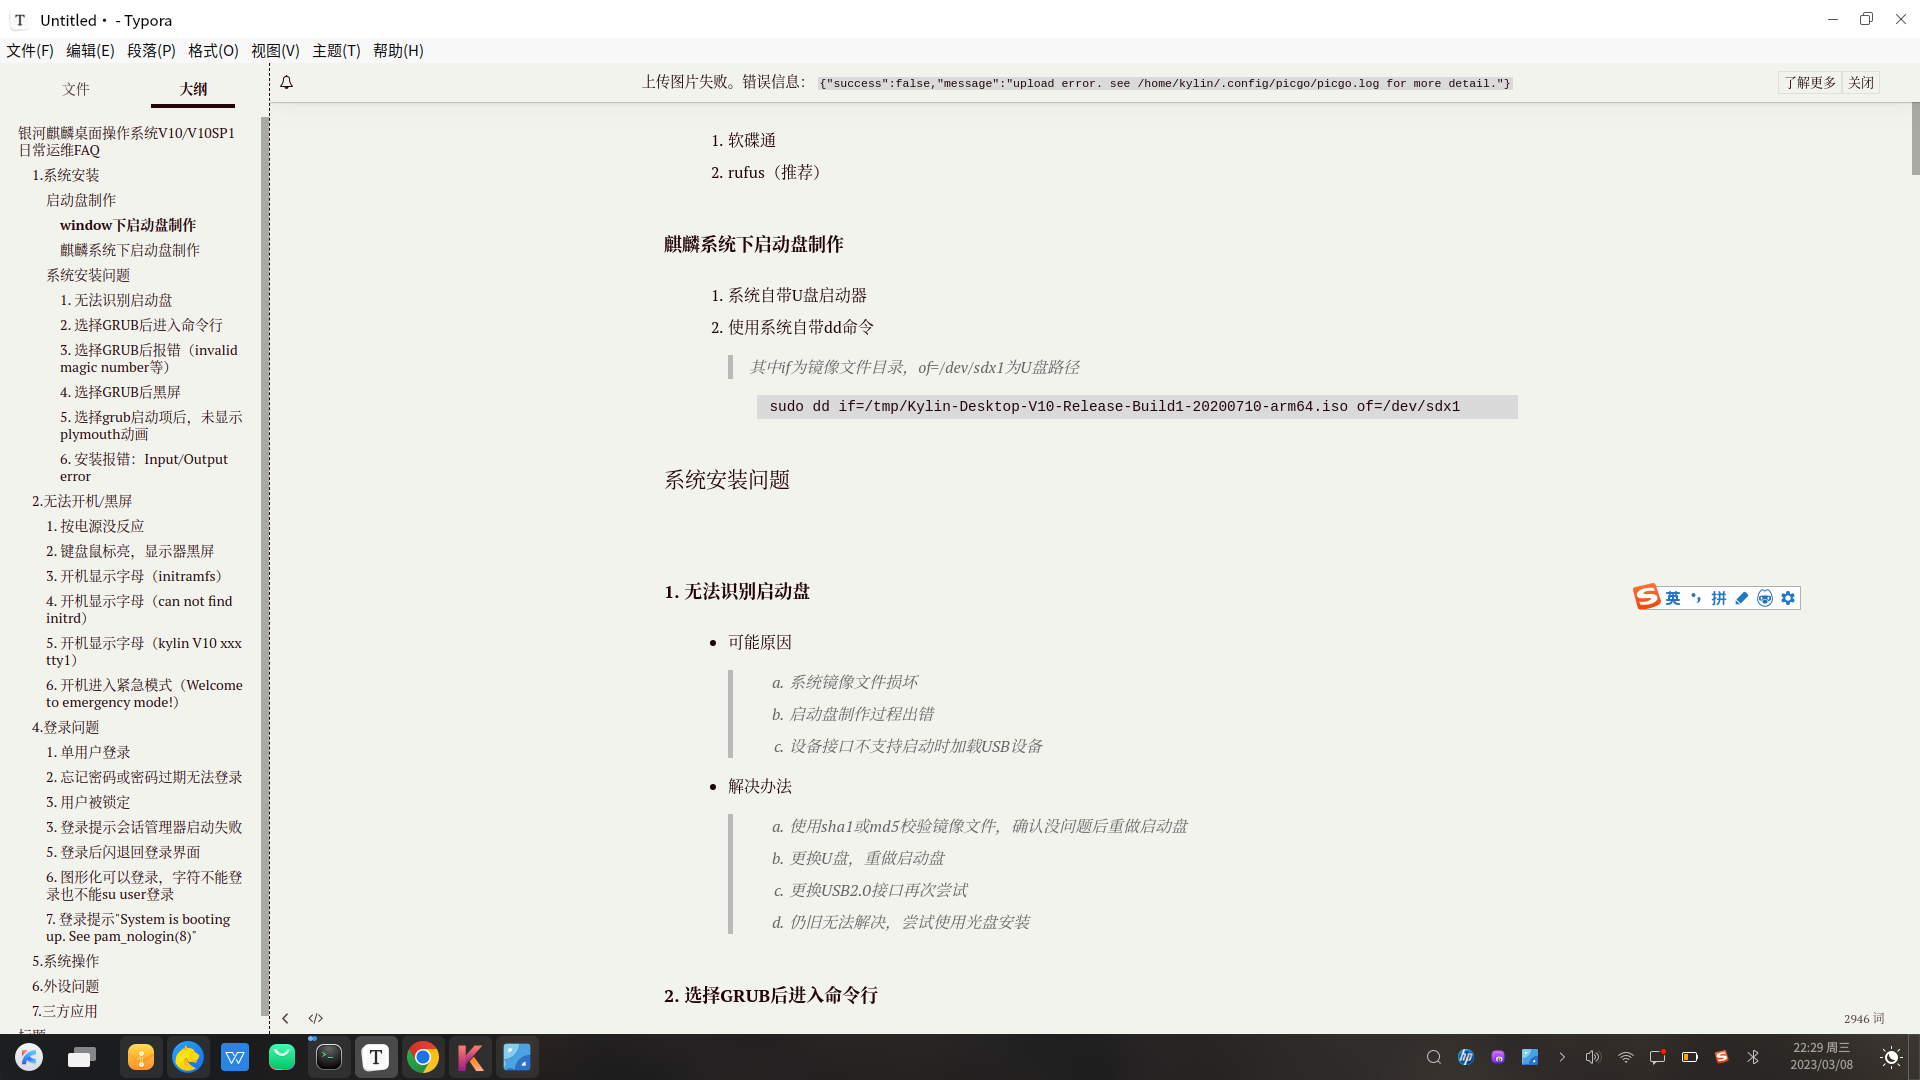 Untitled• - Typora
文件(F) 编辑(E) 段落(P) 格式(O) 视图(V) 主题(T) 帮助(H)
文件 大纲
上传图片失败。错误信息： {"success":false,"message":"upload error. see /home/kylin/.config/picgo/picgo.log for more detail."}
了解更多 关闭
银河麒麟桌面操作系统V10/V10SP1
日常运维FAQ
1.系统安装
启动盘制作
window下启动盘制作
麒麟系统下启动盘制作
系统安装问题
1. 无法识别启动盘
2. 选择GRUB后进入命令行
3. 选择GRUB后报错（invalid
magic number等）
4. 选择GRUB后黑屏
5. 选择grub启动项后，未显示
plymouth动画
6. 安装报错：Input/Output
error
2.无法开机/黑屏
1. 按电源没反应
2. 键盘鼠标亮，显示器黑屏
3. 开机显示字母（initramfs）
4. 开机显示字母（can not find
initrd）
5. 开机显示字母（kylin V10 xxx
tty1）
6. 开机进入紧急模式（Welcome
to emergency mode!）
4.登录问题
1. 单用户登录
2. 忘记密码或密码过期无法登录
3. 用户被锁定
3. 登录提示会话管理器启动失败
5. 登录后闪退回登录界面
6. 图形化可以登录，字符不能登
录也不能su user登录
7. 登录提示"System is booting
up. See pam_nologin(8)"
5.系统操作
6.外设问题
7.三方应用
1. 软碟通
2. rufus（推荐）
麒麟系统下启动盘制作
1. 系统自带U盘启动器
2. 使用系统自带dd命令
其中if为镜像文件目录，of=/dev/sdx1为U盘路径
sudo dd if=/tmp/Kylin-Desktop-V10-Release-Build1-20200710-arm64.iso of=/dev/sdx1
系统安装问题
1. 无法识别启动盘
可能原因
a. 系统镜像文件损坏
b. 启动盘制作过程出错
c. 设备接口不支持启动时加载USB设备
解决办法
a. 使用sha1或md5校验镜像文件，确认没问题后重做启动盘
b. 更换U盘，重做启动盘
c. 更换USB2.0接口再次尝试
d. 仍旧无法解决，尝试使用光盘安装
2. 选择GRUB后进入命令行
英 拼
2946 词
22:29 周三
2023/03/08